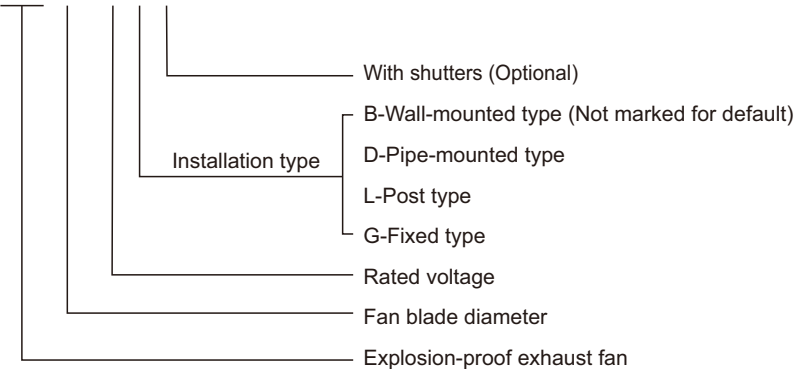 With shutters (Optional)
B-Wall-mounted type (Not marked for default)
Installation type
D-Pipe-mounted type
L-Post type
G-Fixed type
Rated voltage
Fan blade diameter
Explosion-proof exhaust fan